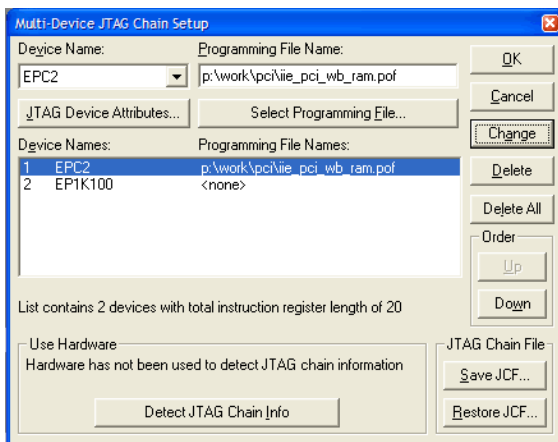 Multi-Device JTAG Chain Setup
Device Name:
Programming File Name:
EPC2
p:\work\pci\iie_pci_wb_ram.pof
JTAG Device Attributes...
Select Programming File...
Device Names:
Programming File Names:
1 EPC2 p:\work\pci\iie_pci_wb_ram.pof
2 EP1K100 <none>
List contains 2 devices with total instruction register length of 20
Use Hardware
Hardware has not been used to detect JTAG chain information
Detect JTAG Chain Info
OK
Cancel
Change
Delete
Delete All
Order
Up
Down
JTAG Chain File
Save JCF...
Restore JCF...